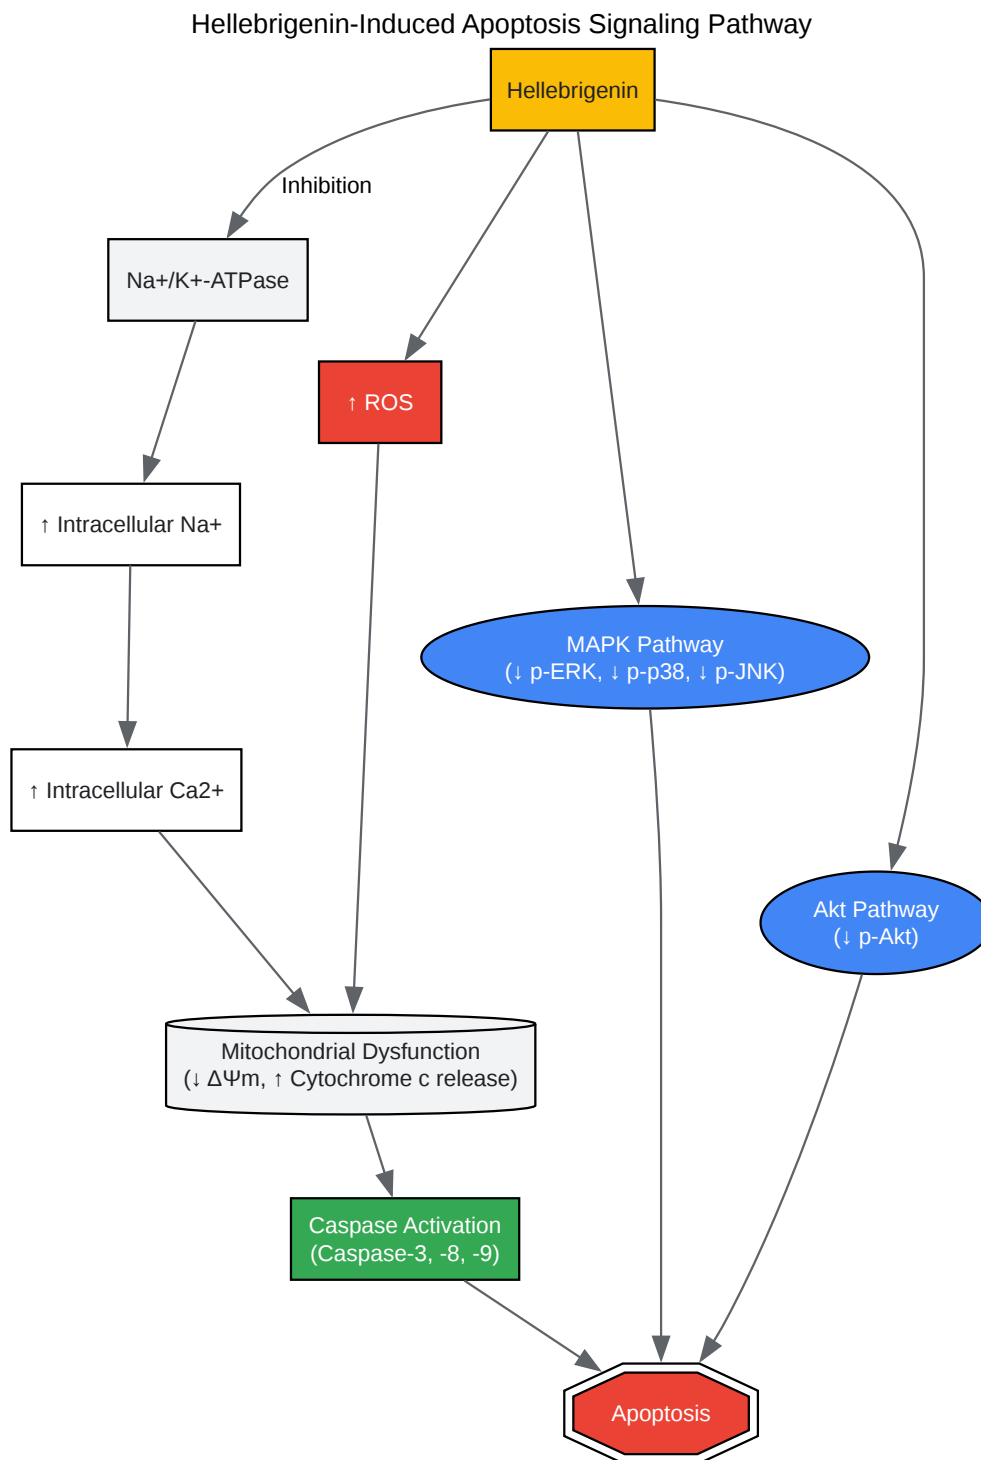 Hellebrigenin-Induced Apoptosis Signaling Pathway
Hellebrigenin
Inhibition
Na+/K+-ATPase
↑ ROS
↑ Intracellular Na+
MAPK Pathway
(↓ p-ERK, ↓ p-p38, ↓ p-JNK)
↑ Intracellular Ca2+
Akt Pathway
(↓ p-Akt)
Mitochondrial Dysfunction
(↓ ΔΨm, ↑ Cytochrome c release)
Caspase Activation
(Caspase-3, -8, -9)
Apoptosis